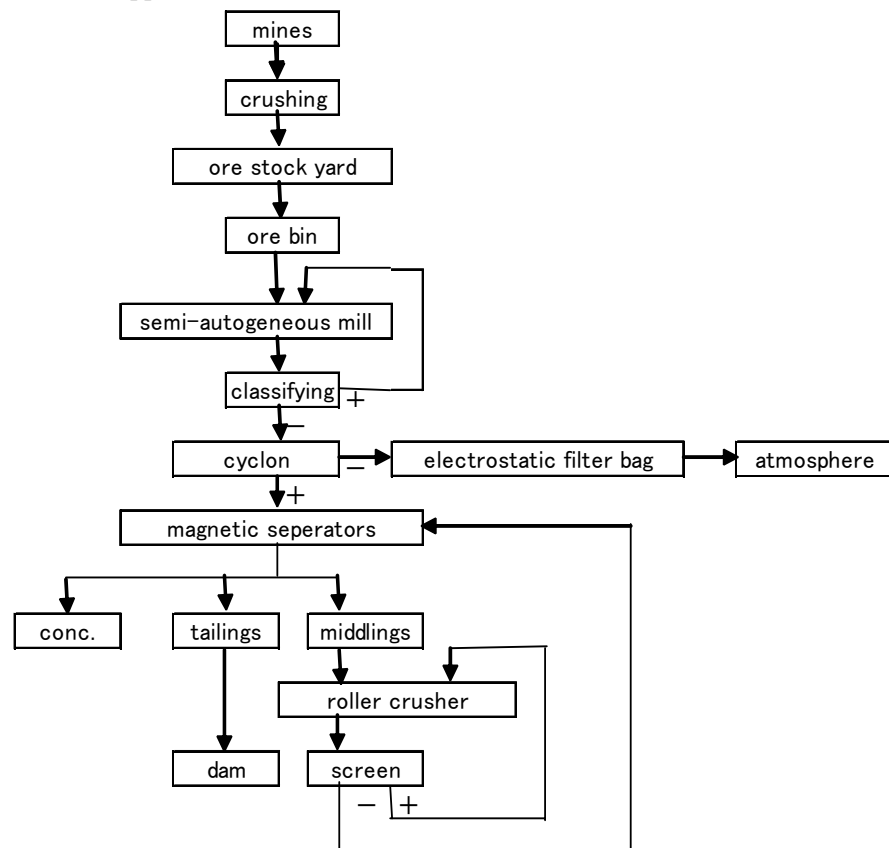 mines
crushing
ore stock yard
ore bin
semi-autogeneous mill
classifying
+
−
cyclon
−
electrostatic filter bag
atmosphere
+
magnetic seperators
conc.
tailings
middlings
roller crusher
dam
screen
− +